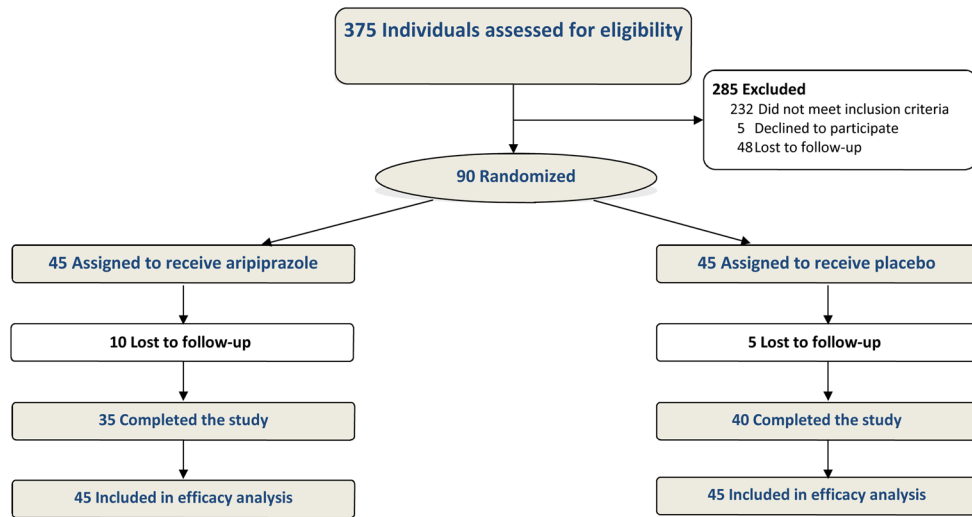 375 Individuals assessed for eligibility
285 Excluded
232 Did not meet inclusion criteria
5 Declined to participate
48 Lost to follow-up
90 Randomized
45 Assigned to receive aripiprazole
45 Assigned to receive placebo
10 Lost to follow-up
5 Lost to follow-up
35 Completed the study
40 Completed the study
45 Included in efficacy analysis
45 Included in efficacy analysis